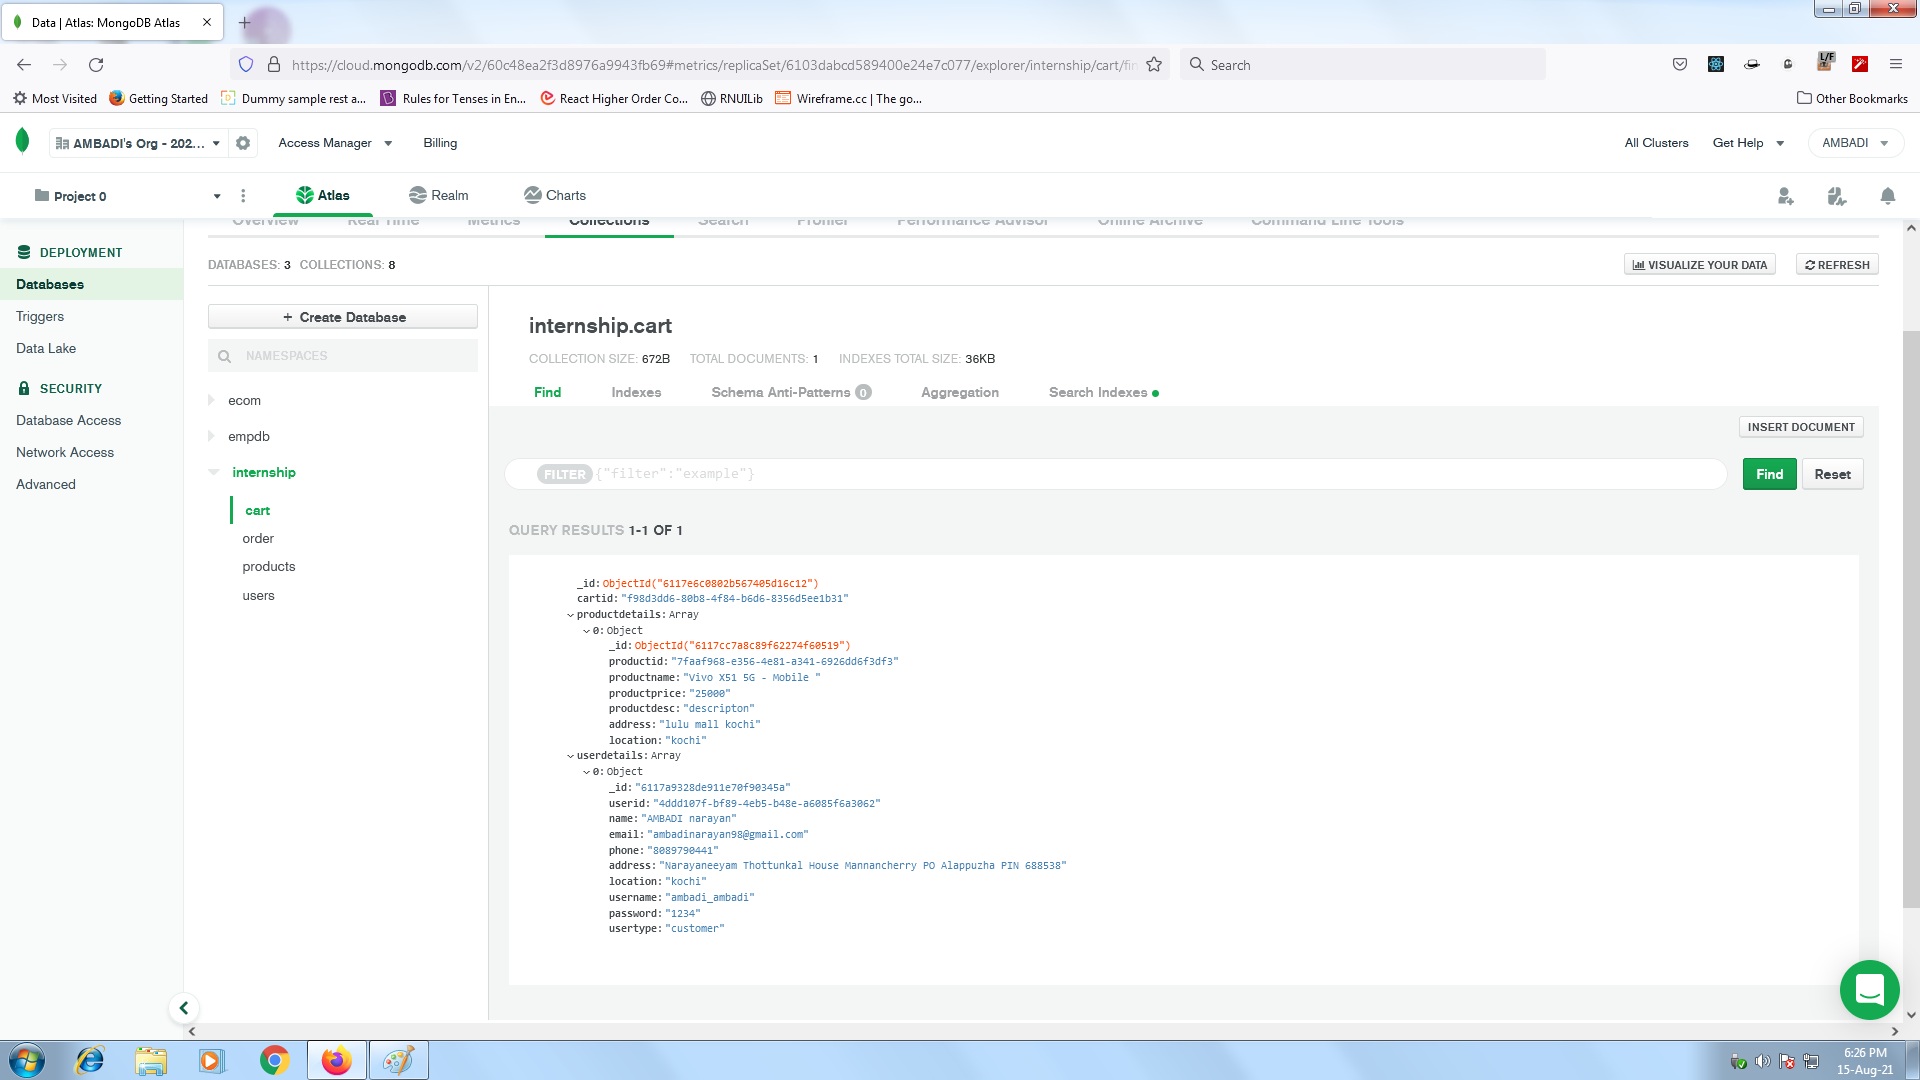 Data | Atlas: MongoDB Atlas
https://cloud.mongodb.com/v2/60c48ea2f3d8976a9943fb69#metrics/replicaSet/6103dabcd589400e24e7c077/explorer/internship/cart/fin
Search
L/F
Most Visited
Getting Started
Dummy sample rest a...
Rules for Tenses in En...
React Higher Order Co...
RNUILib
Wireframe.cc | The go...
Other Bookmarks
AMBADI's Org - 202...
Access Manager
Billing
All Clusters
Get Help
AMBADI
Project 0
Atlas
Realm
Charts
Overview
Real Time
Metrics
Collections
Search
Profiler
Performance Advisor
Online Archive
Command Line Tools
DEPLOYMENT
Databases
Triggers
Data Lake
SECURITY
Database Access
Network Access
Advanced
DATABASES: 3 COLLECTIONS: 8
VISUALIZE YOUR DATA
REFRESH
+ Create Database
NAMESPACES
ecom
empdb
internship
cart
order
products
users
internship.cart
COLLECTION SIZE: 672B TOTAL DOCUMENTS: 1 INDEXES TOTAL SIZE: 36KB
Find
Indexes
Schema Anti-Patterns 0
Aggregation
Search Indexes
INSERT DOCUMENT
FILTER {"filter":"example"}
Find
Reset
QUERY RESULTS 1-1 OF 1
_id: ObjectId("6117e6c0802b567405d16c12")
cartid: "f98d3dd6-80b8-4f84-b6d6-8356d5ee1b31"
productdetails: Array
0: Object
_id: ObjectId("6117cc7a8c89f62274f60519")
productid: "7faaf968-e356-4e81-a341-6926dd6f3df3"
productname: "Vivo X51 5G - Mobile "
productprice: "25000"
productdesc: "descripton"
address: "lulu mall kochi"
location: "kochi"
userdetails: Array
0: Object
_id: "6117a9328de911e70f90345a"
userid: "4ddd107f-bf89-4eb5-b48e-a6085f6a3062"
name: "AMBADI narayan"
email: "ambadinarayan98@gmail.com"
phone: "8089790441"
address: "Narayaneeyam Thottunkal House Mannancherry PO Alappuzha PIN 688538"
location: "kochi"
username: "ambadi_ambadi"
password: "1234"
usertype: "customer"
6:26 PM
15-Aug-21